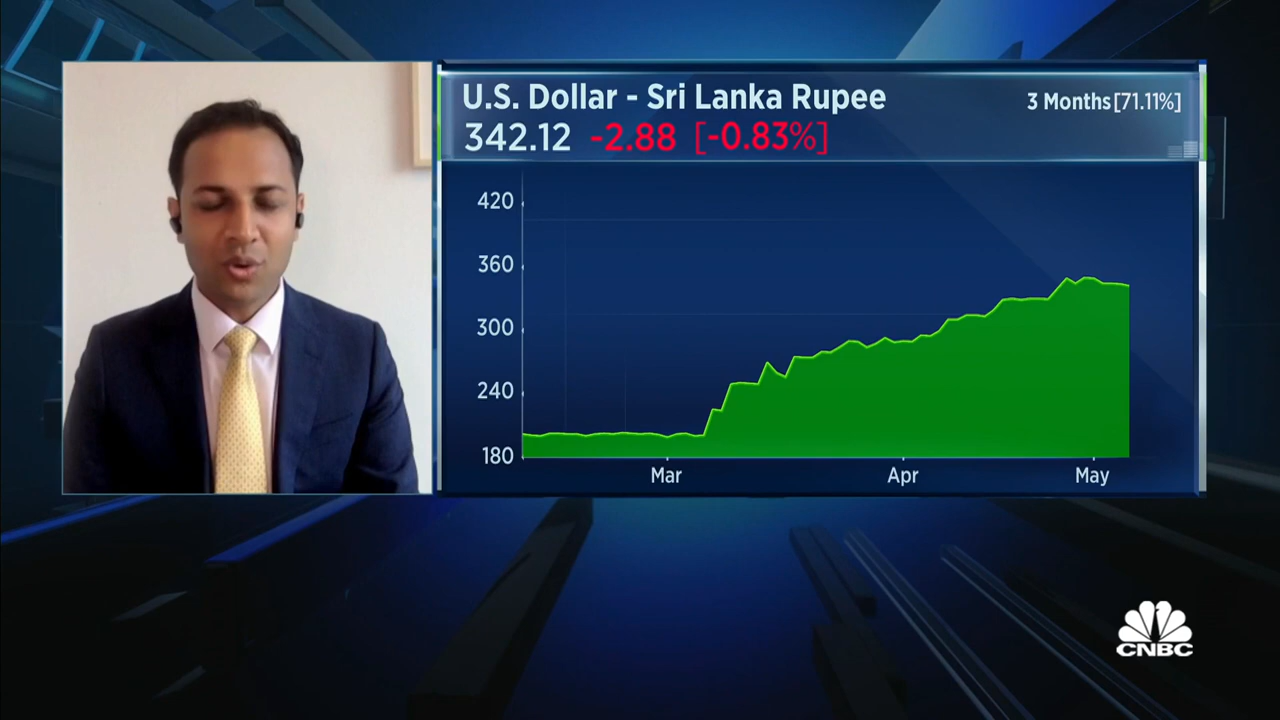 U.S. Dollar - Sri Lanka Rupee
3 Months[71.11%]
342.12 -2.88 [-0.83%]
420
360
300
240
180
Mar Apr May
CNBC